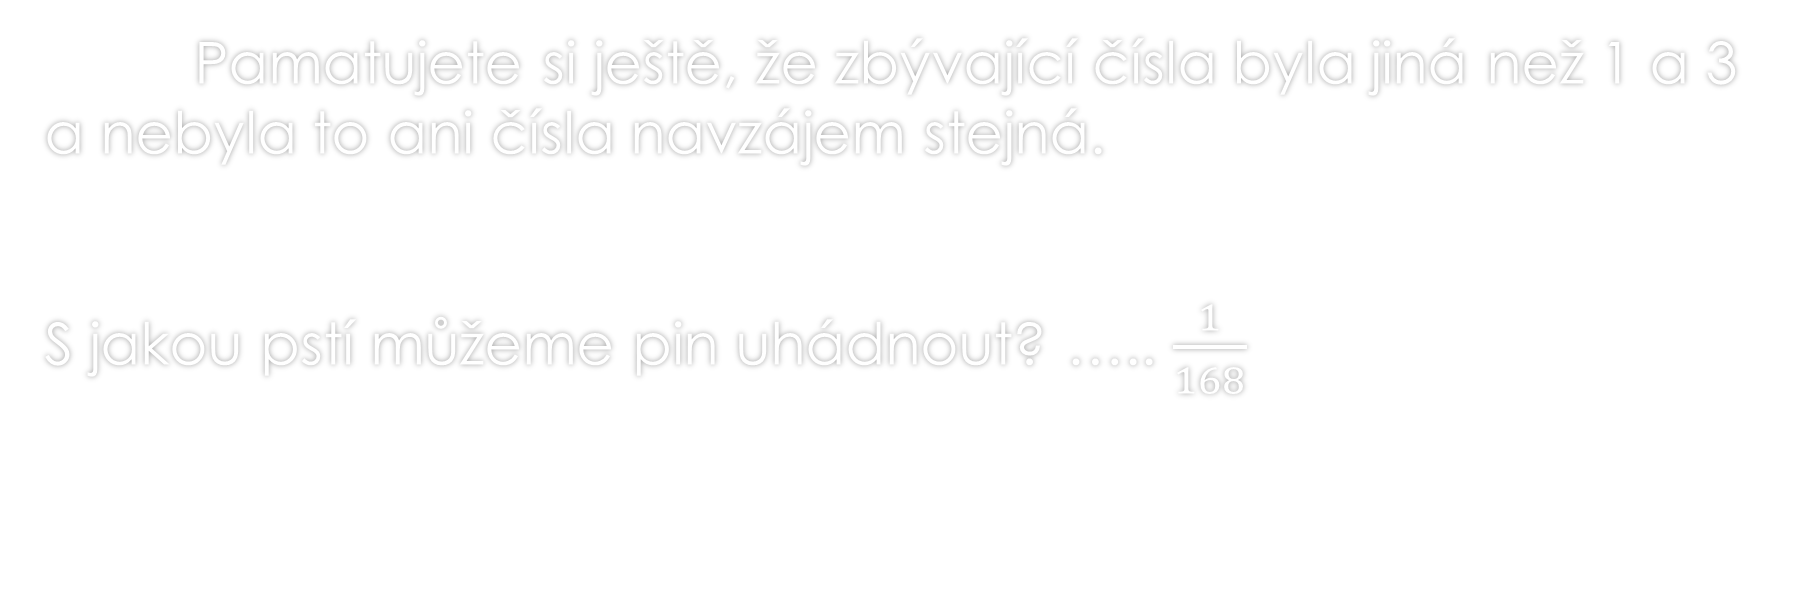 Pamatujete si ještě, že zbývající čísla byla jiná než 1 a 3
a nebyla to ani čísla navzájem stejná.
S jakou pstí můžeme pin uhádnout? ..... 1/168